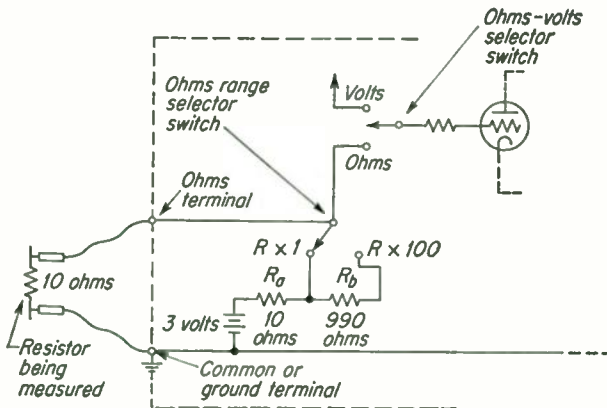 Ohms-volts
selector
switch
Ohms range
selector
switch
Volts
Ohms
Ohms
terminal
R × 1
R × 100
10 ohms
Ra
Rb
3 volts
10
ohms
990
ohms
Resistor
being
measured
Common or
ground terminal